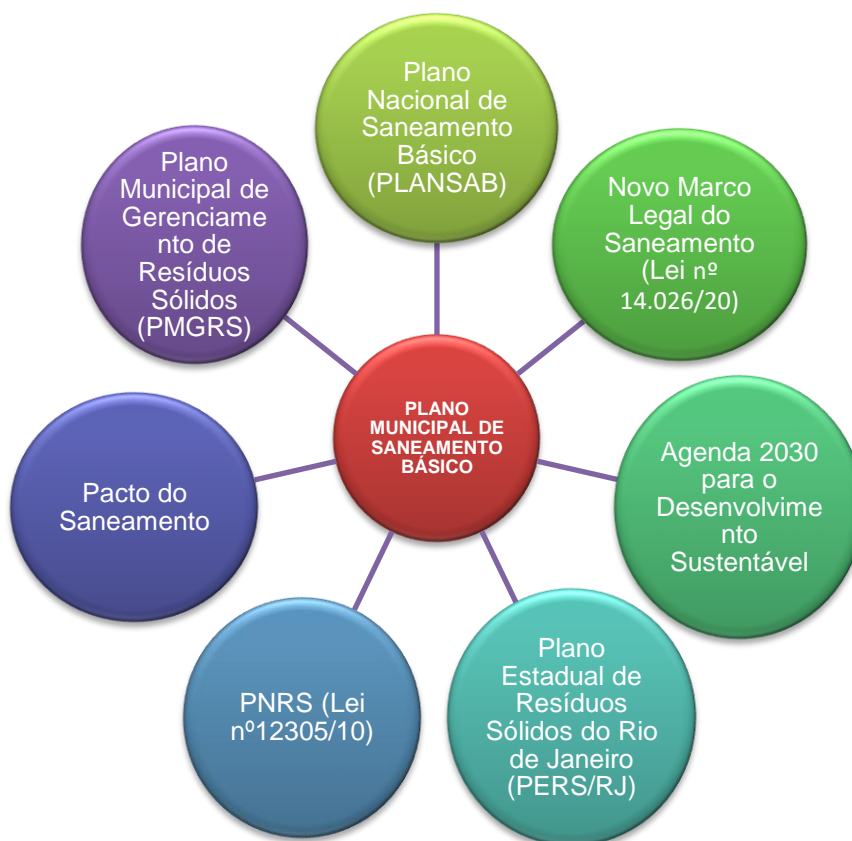 Plano
Nacional de
Saneamento
Básico
(PLANSAB)
Novo Marco
Legal do
Saneamento
(Lei nº
14.026/20)
Agenda 2030
para o
Desenvolvime
nto
Sustentável
Plano
Estadual de
Resíduos
Sólidos do Rio
de Janeiro
(PERS/RJ)
PNRS (Lei
nº12305/10)
Pacto do
Saneamento
Plano
Municipal de
Gerenciame
nto de
Resíduos
Sólidos
(PMGRS)
PLANO
MUNICIPAL DE
SANEAMENTO
BÁSICO